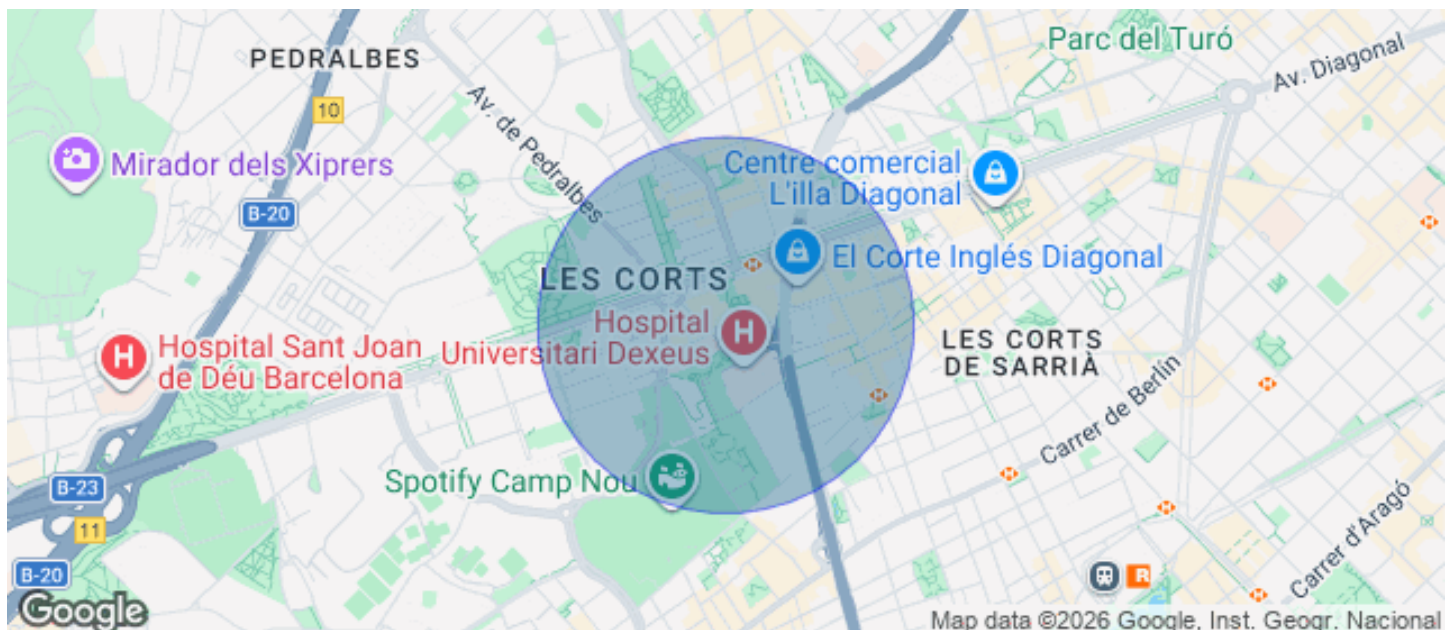 Parc del Turó
Av. Diagonal
PEDRALBES
10
Av. de Pedralbes
Mirador dels Xiprers
Centre comercial
L'illa Diagonal
B-20
El Corte Inglés Diagonal
LES CORTS
Hospital
Universitari Dexeus
H
Hospital Sant Joan
de Déu Barcelona
H
LES CORTS
DE SARRIÀ
Carrer de Berlín
Spotify Camp Nou
B-23
11
Carrer d'Aragó
B-20
R
Google
Map data ©2026 Google, Inst. Geogr. Nacional